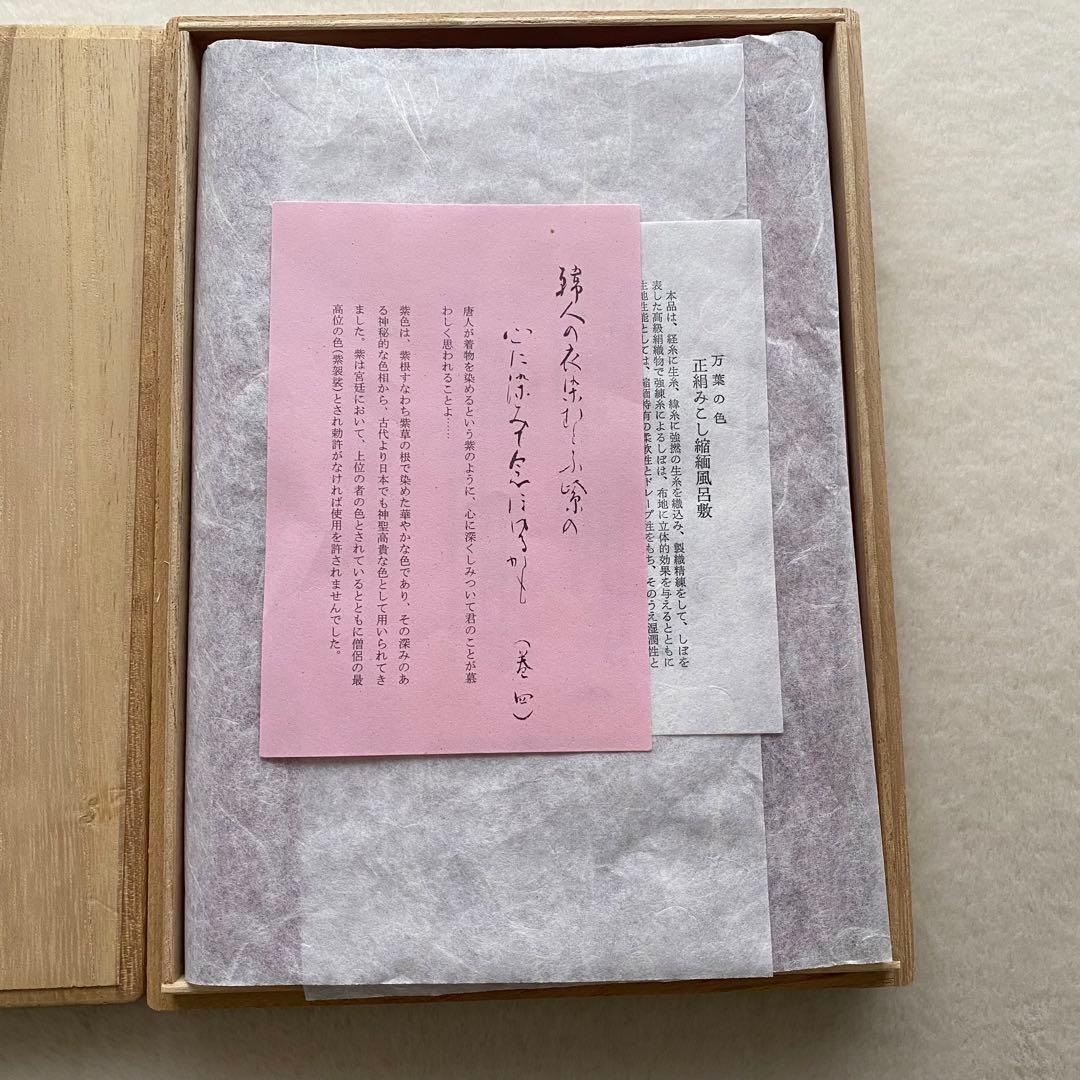 万葉の色
正絹みこし縮緬風呂敷
本品は、経糸に生糸、緯糸に強撚の生糸を織込み、製織精練をして、しぼを
表した高級絹織物で強練糸によるしぼは、布地に立体的効果を与えるとともに
生地性能としては、縮緬特有の柔軟性とドレープ性をもち、そのうえ湿潤性と
韓人の衣染むとふ紫の
心に染みて念ほゆるかも
(巻四)
唐人が着物を染めるという紫のように、心に深くしみついて君のことが慕
わしく思われることよ……
紫色は、紫根すなわち紫草の根で染めた華やかな色であり、その深みのあ
る神秘的な色相から、古代より日本でも神聖高貴な色として用いられてき
ました。紫は宮廷において、上位の者の色とされているとともに僧侶の最
高位の色(紫袈裟)とされ勅許がなければ使用を許されませんでした。